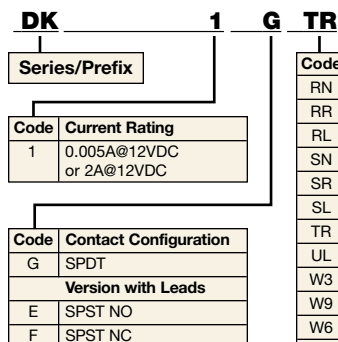 DK 1 G TR
Series/Prefix
Code Current Rating
1 0.005A@12VDC
or 2A@12VDC
Code Contact Configuration
G SPDT
Version with Leads
E SPST NO
F SPST NC
Code
RN
RR
RL
SN
SR
SL
TR
UL
W3
W9
W6